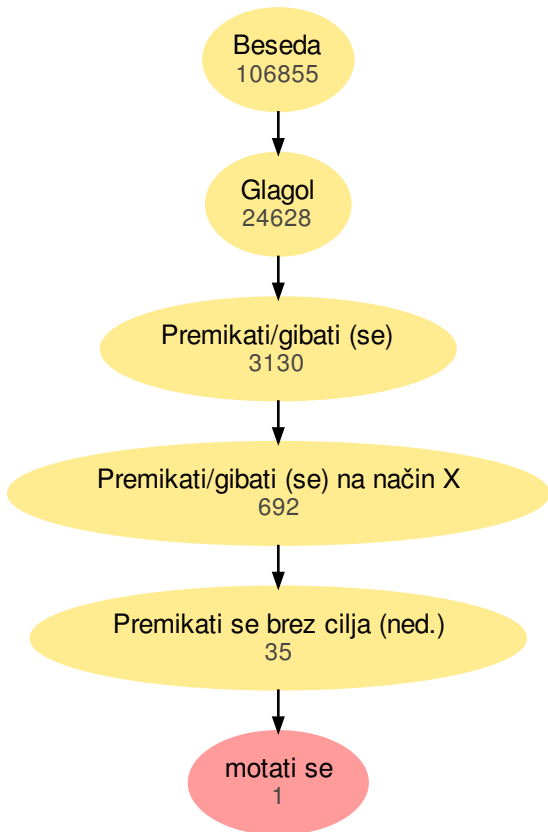 Beseda
106855
Glagol
24628
Premikati/gibati (se)
3130
Premikati/gibati (se) na način X
692
Premikati se brez cilja (ned.)
35
motati se
1